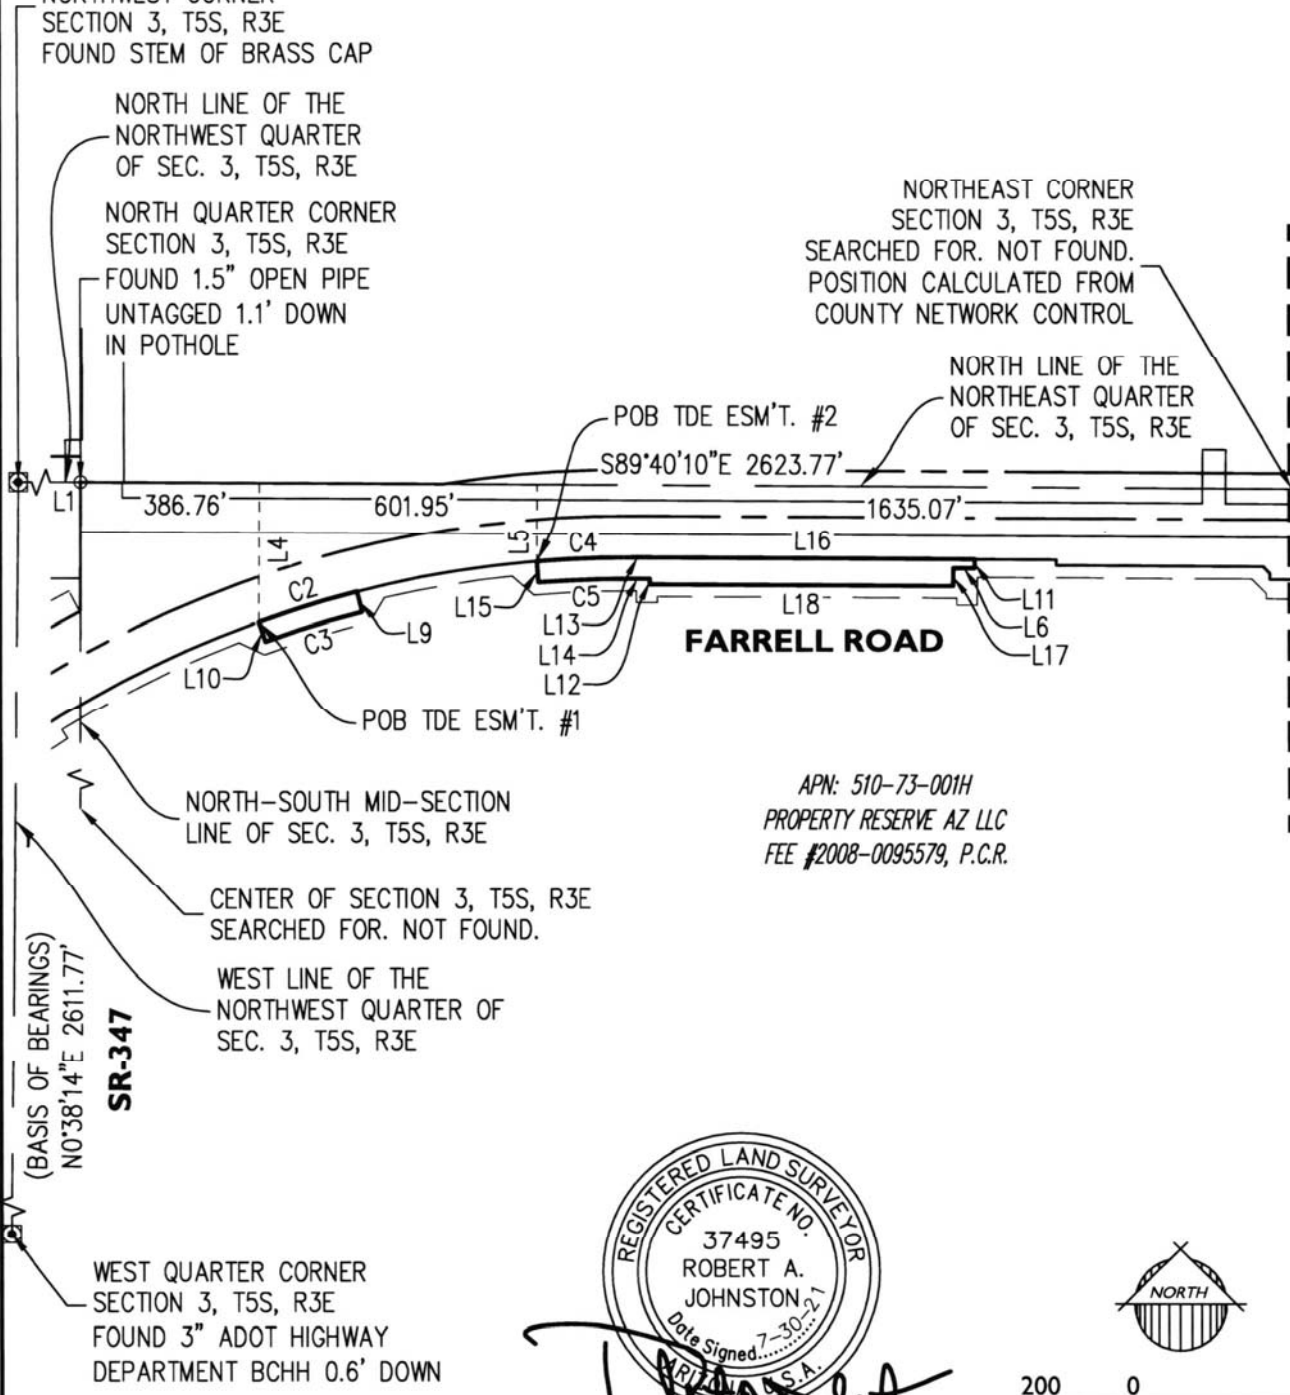 SECTION 3, T5S, R3E
FOUND STEM OF BRASS CAP
NORTH LINE OF THE
NORTHWEST QUARTER
OF SEC. 3, T5S, R3E
NORTH QUARTER CORNER
SECTION 3, T5S, R3E
FOUND 1.5" OPEN PIPE
UNTAGGED 1.1' DOWN
IN POTHOLE
NORTHEAST CORNER
SECTION 3, T5S, R3E
SEARCHED FOR. NOT FOUND.
POSITION CALCULATED FROM
COUNTY NETWORK CONTROL
NORTH LINE OF THE
NORTHEAST QUARTER
OF SEC. 3, T5S, R3E
POB TDE ESM'T. #2
S89°40'10"E 2623.77'
L1
386.76'
601.95'
1635.07'
L4
L5
C4
L16
C2
C3
L9
L10
L15
C5
L13
L14
L12
L18
L11
L6
L17
FARRELL ROAD
POB TDE ESM'T. #1
NORTH-SOUTH MID-SECTION
LINE OF SEC. 3, T5S, R3E
APN: 510-73-001H
PROPERTY RESERVE AZ LLC
FEE #2008-0095579, P.C.R.
CENTER OF SECTION 3, T5S, R3E
SEARCHED FOR. NOT FOUND.
WEST LINE OF THE
NORTHWEST QUARTER OF
SEC. 3, T5S, R3E
(BASIS OF BEARINGS)
N0°38'14"E 2611.77'
SR-347
WEST QUARTER CORNER
SECTION 3, T5S, R3E
FOUND 3" ADOT HIGHWAY
DEPARTMENT BCHH 0.6' DOWN
REGISTERED LAND SURVEYOR
CERTIFICATE NO.
37495
ROBERT A.
JOHNSTON
Date Signed 7-30-21
ARIZONA U.S.A.
NORTH
200 0